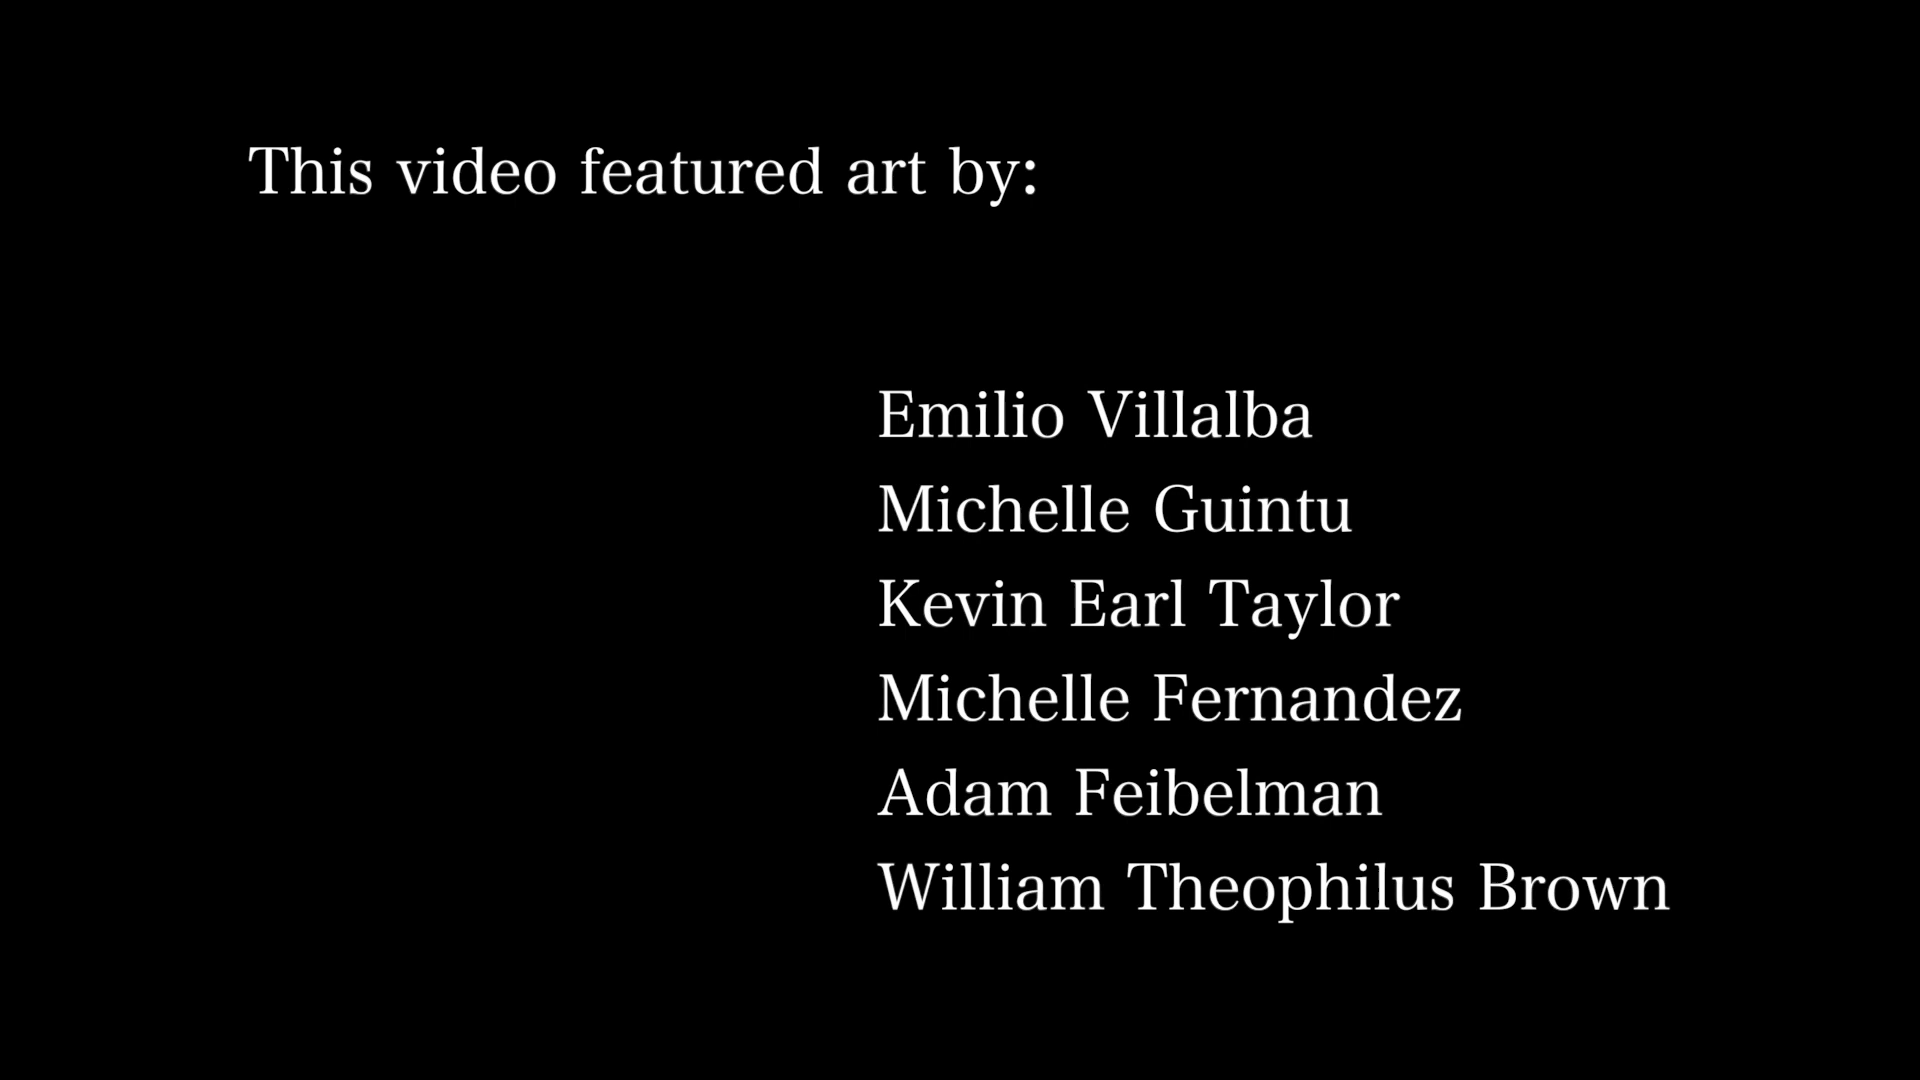 This video featured art by:
Emilio Villalba
Michelle Guintu
Kevin Earl Taylor
Michelle Fernandez
Adam Feibelman
William Theophilus Brown